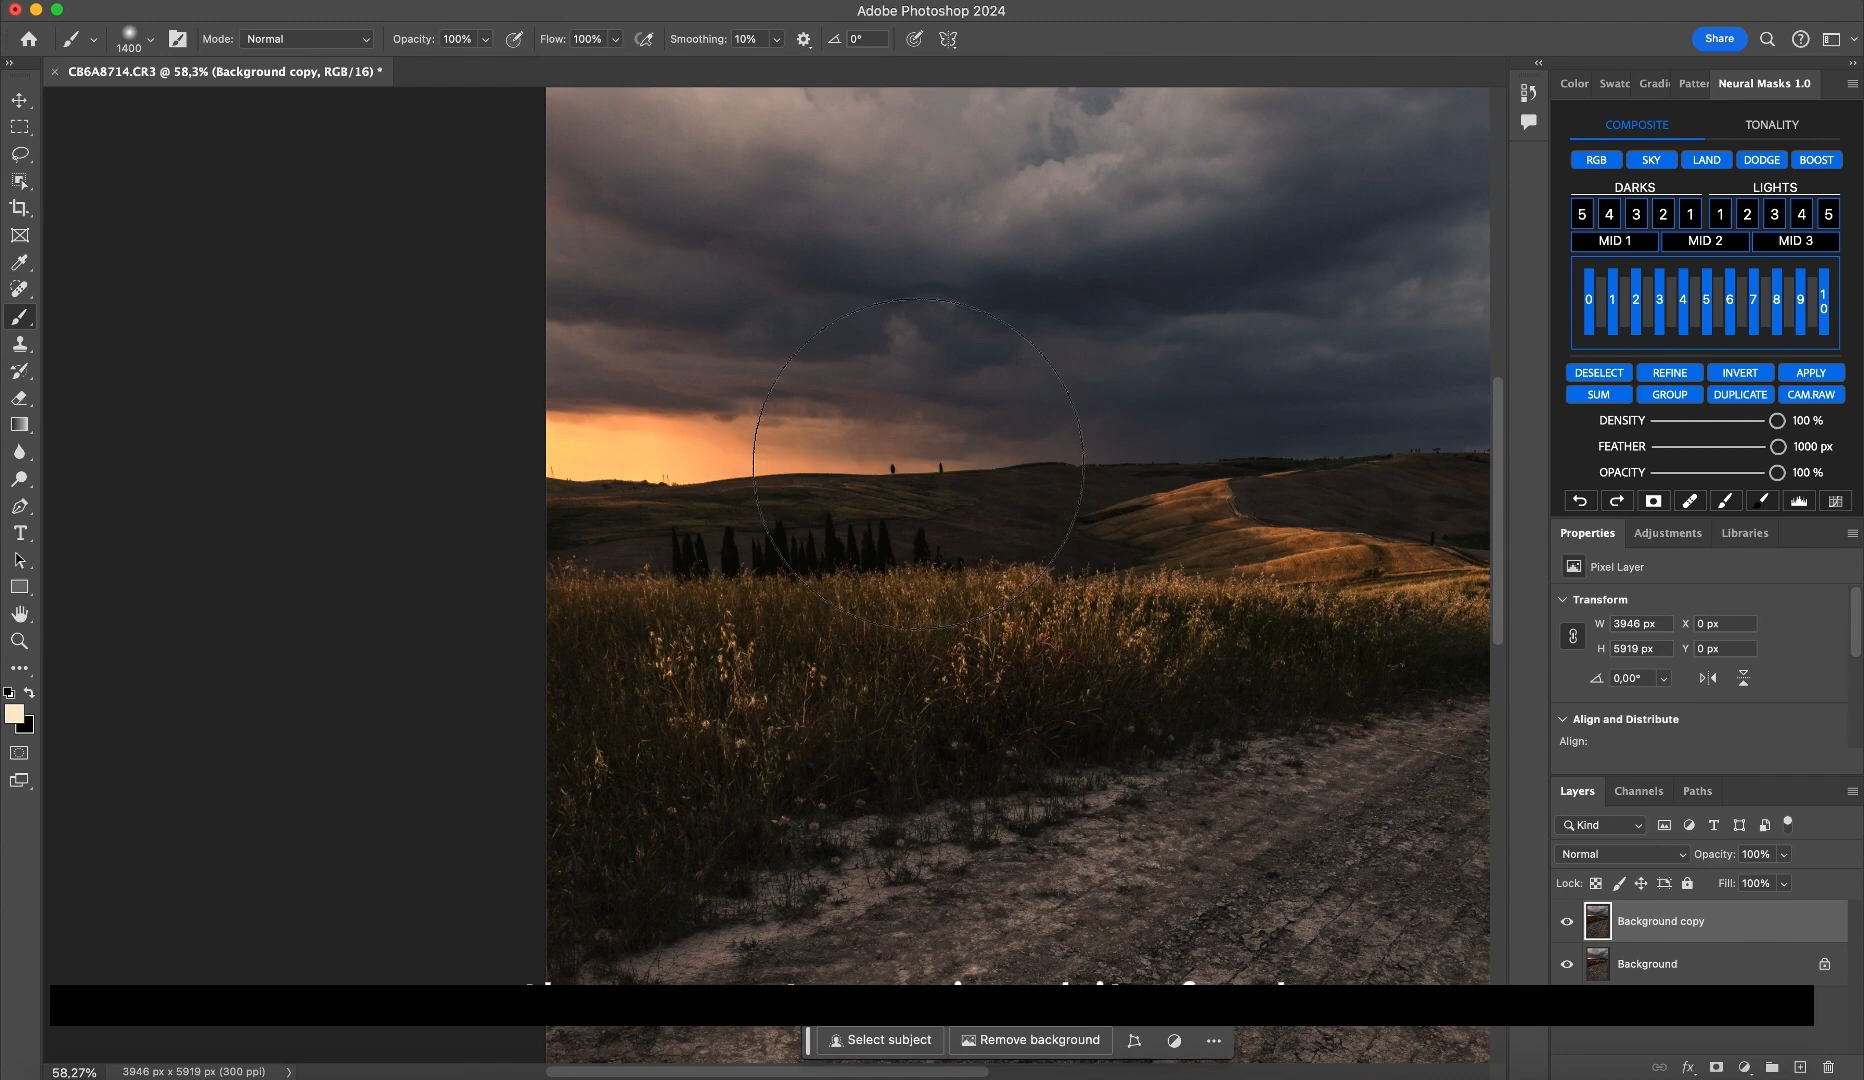 Adobe Photoshop 2024
1400
Mode: Normal
Opacity: 100%
Flow: 100%
Smoothing: 10%
0°
Share
× CB6A8714.CR3 @ 58,3% (Background copy, RGB/16) *
Color Swatc Gradi Patter Neural Masks 1.0
COMPOSITE TONALITY
RGB SKY LAND DODGE BOOST
DARKS LIGHTS
5 4 3 2 1 1 2 3 4 5
MID 1 MID 2 MID 3
0 1 2 3 4 5 6 7 8 9 10
DESELECT REFINE INVERT APPLY
SUM GROUP DUPLICATE CAM.RAW
DENSITY 100 %
FEATHER 1000 px
OPACITY 100 %
Properties Adjustments Libraries
Pixel Layer
Transform
W 3946 px X 0 px
H 5919 px Y 0 px
0,00°
Align and Distribute
Align:
Layers Channels Paths
Kind
Normal Opacity: 100%
Lock: Fill: 100%
Background copy
Background
Select subject Remove background
58,27% 3946 px x 5919 px (300 ppi)